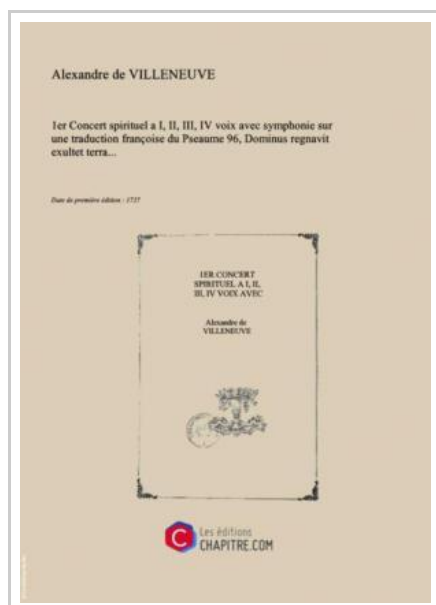 Alexandre de VILLENEUVE
1er Concert spirituel a I, II, III, IV voix avec symphonie sur
une traduction françoise du Pseaume 96, Dominus regnavit
exultet terra...
Date de première édition : 1727
1ER CONCERT
SPIRITUEL A I, II,
III, IV VOIX AVEC
Alexandre de
VILLENEUVE
C
Les éditions
CHAPITRE.COM